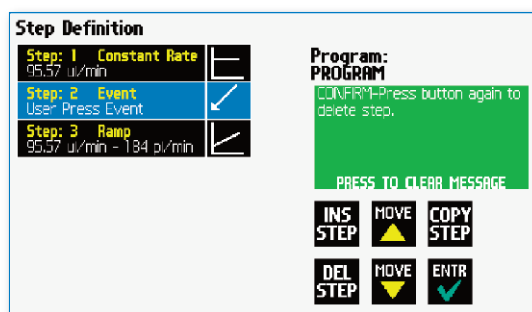 Step Definition
Step: 1 Constant Rate
95.57 ul/min
Step: 2 Event
User Press Event
Step: 3 Ramp
95.57 ul/min - 184 pl/min
Program:
PROGRAM
CONFIRM-Press button again to
delete step.
PRESS TO CLEAR MESSAGE
INS
STEP
MOVE
COPY
STEP
DEL
STEP
MOVE
ENTR